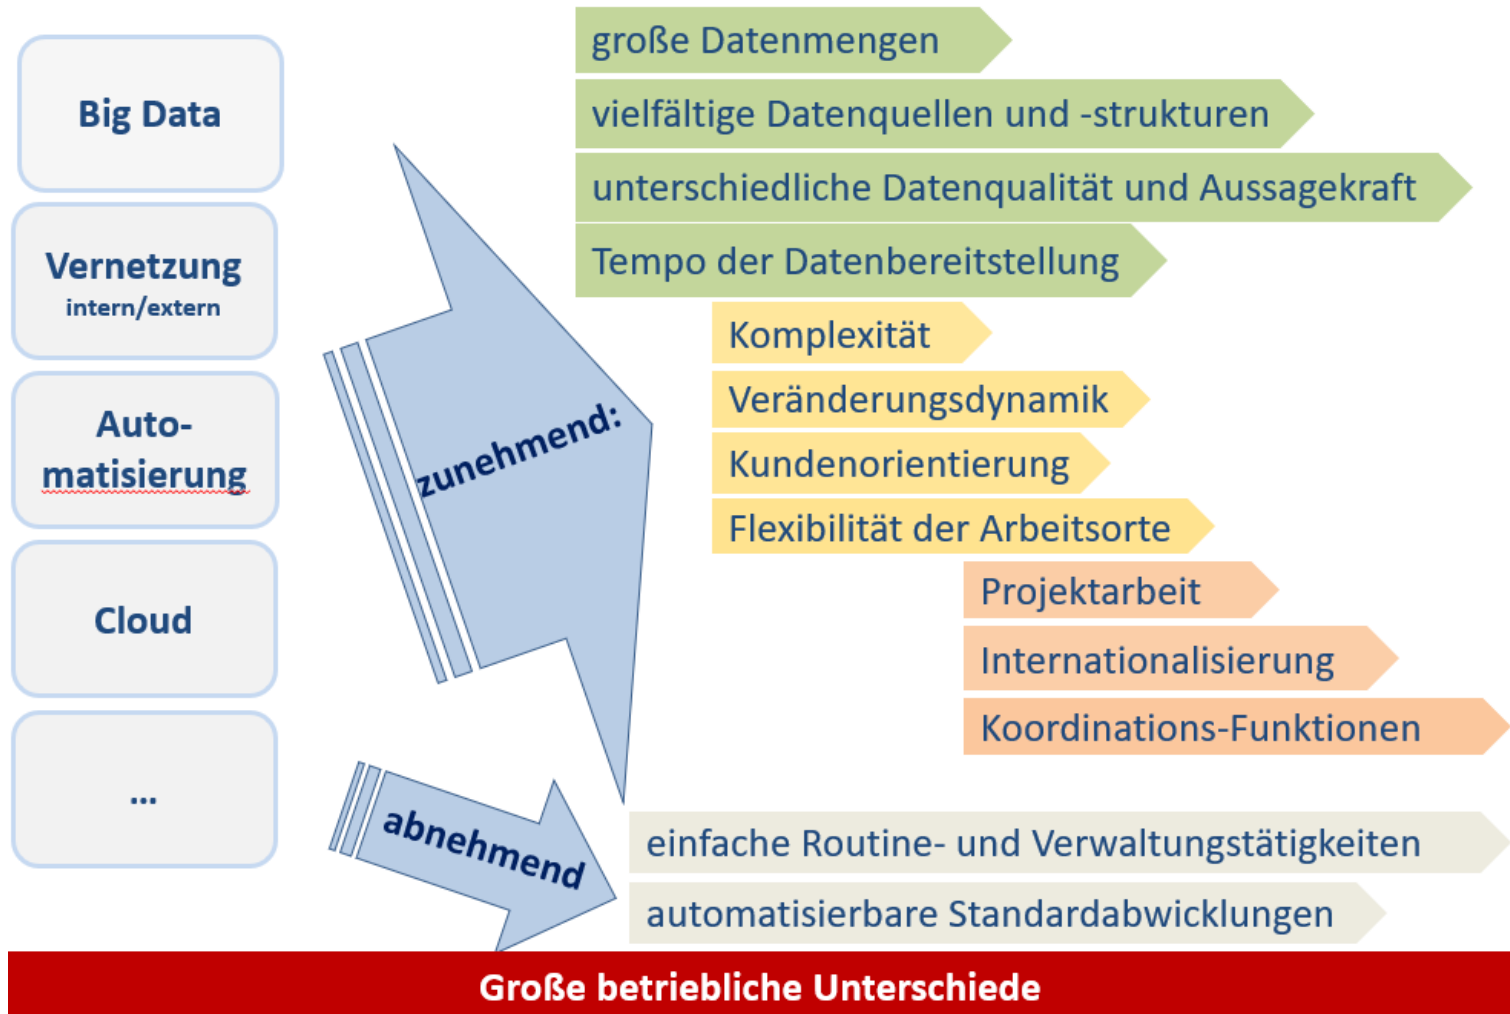 Big Data
Vernetzung
intern/extern
Auto-
matisierung
Cloud
...
zunehmend:
große Datenmengen
vielfältige Datenquellen und -strukturen
unterschiedliche Datenqualität und Aussagekraft
Tempo der Datenbereitstellung
Komplexität
Veränderungsdynamik
Kundenorientierung
Flexibilität der Arbeitsorte
Projektarbeit
Internationalisierung
Koordinations-Funktionen
abnehmend
einfache Routine- und Verwaltungstätigkeiten
automatisierbare Standardabwicklungen
Große betriebliche Unterschiede